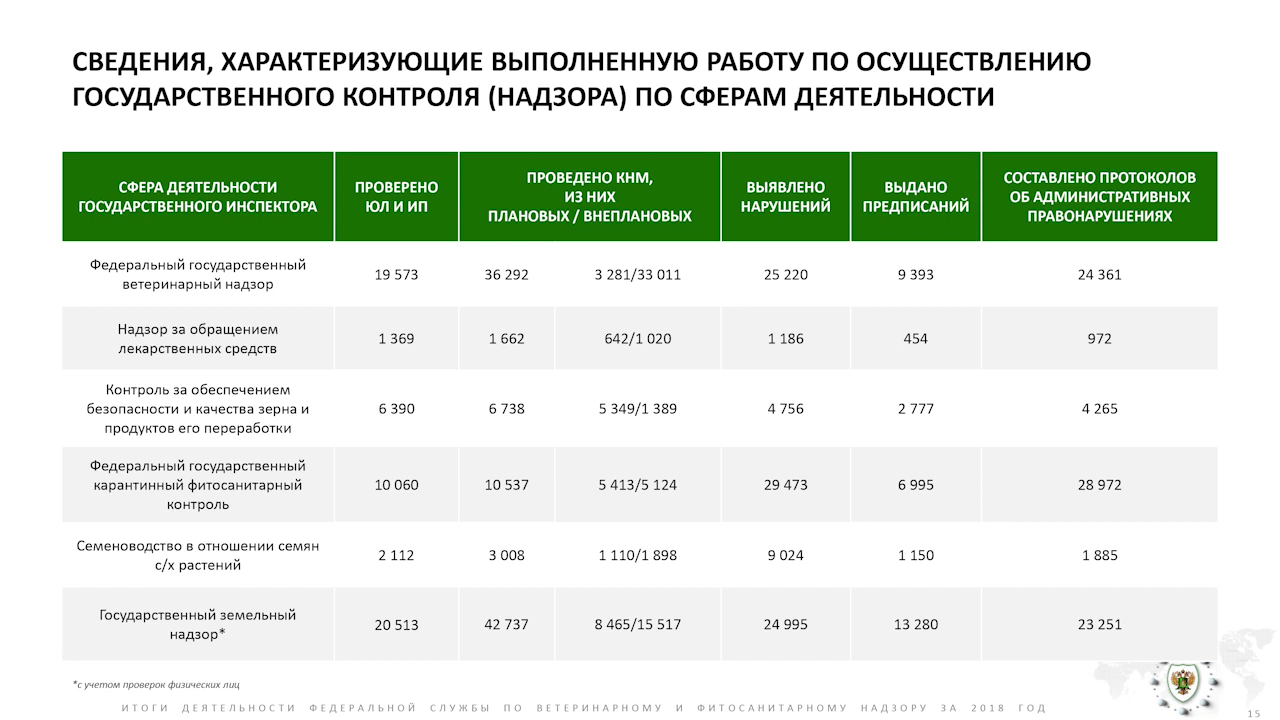 СВЕДЕНИЯ, ХАРАКТЕРИЗУЮЩИЕ ВЫПОЛНЕННУЮ РАБОТУ ПО ОСУЩЕСТВЛЕНИЮ
ГОСУДАРСТВЕННОГО КОНТРОЛЯ (НАДЗОРА) ПО СФЕРАМ ДЕЯТЕЛЬНОСТИ
СФЕРА ДЕЯТЕЛЬНОСТИ
ГОСУДАРСТВЕННОГО ИНСПЕКТОРА
ПРОВЕРЕНО
ЮЛ И ИП
ПРОВЕДЕНО КНМ,
ИЗ НИХ
ПЛАНОВЫХ / ВНЕПЛАНОВЫХ
ВЫЯВЛЕНО
НАРУШЕНИЙ
ВЫДАНО
ПРЕДПИСАНИЙ
СОСТАВЛЕНО ПРОТОКОЛОВ
ОБ АДМИНИСТРАТИВНЫХ
ПРАВОНАРУШЕНИЯХ
Федеральный государственный
ветеринарный надзор
19 573
36 292
3 281/33 011
25 220
9 393
24 361
Надзор за обращением
лекарственных средств
1 369
1 662
642/1 020
1 186
454
972
Контроль за обеспечением
безопасности и качества зерна и
продуктов его переработки
6 390
6 738
5 349/1 389
4 756
2 777
4 265
Федеральный государственный
карантинный фитосанитарный
контроль
10 060
10 537
5 413/5 124
29 473
6 995
28 972
Семеноводство в отношении семян
с/х растений
2 112
3 008
1 110/1 898
9 024
1 150
1 885
Государственный земельный
надзор*
20 513
42 737
8 465/15 517
24 995
13 280
23 251
*с учетом проверок физических лиц
ИТОГИ ДЕЯТЕЛЬНОСТИ ФЕДЕРАЛЬНОЙ СЛУЖБЫ ПО ВЕТЕРИНАРНОМУ И ФИТОСАНИТАРНОМУ НАДЗОРУ ЗА 2018 ГОД
15